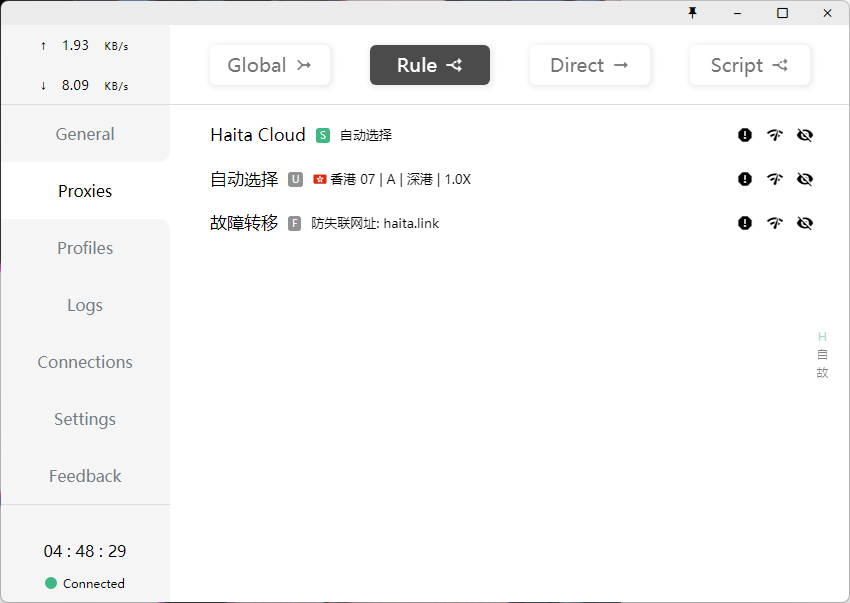 ↑ 1.93 KB/s
↓ 8.09 KB/s
General
Proxies
Profiles
Logs
Connections
Settings
Feedback
04 : 48 : 29
Connected
Global
Rule
Direct →
Script
Haita Cloud S 自动选择
自动选择 U 🇭🇰 香港 07 | A | 深港 | 1.0X
故障转移 F 防失联网址: haita.link
H
自
故